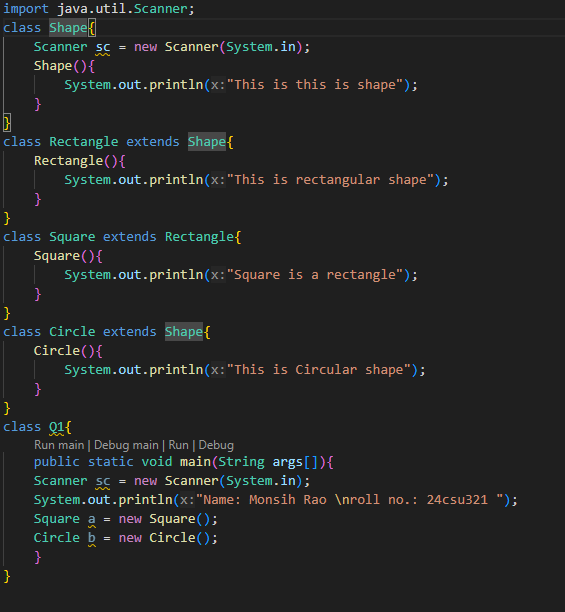 import java.util.Scanner;
class Shape{
    Scanner sc = new Scanner(System.in);
    Shape(){
        System.out.println(x:"This is this is shape");
    }
}
class Rectangle extends Shape{
    Rectangle(){
        System.out.println(x:"This is rectangular shape");
    }
}
class Square extends Rectangle{
    Square(){
        System.out.println(x:"Square is a rectangle");
    }
}
class Circle extends Shape{
    Circle(){
        System.out.println(x:"This is Circular shape");
    }
}
class Q1{
    Run main | Debug main | Run | Debug
    public static void main(String args[]){
    Scanner sc = new Scanner(System.in);
    System.out.println(x:"Name: Monsih Rao \nroll no.: 24csu321 ");
    Square a = new Square();
    Circle b = new Circle();
    }
}